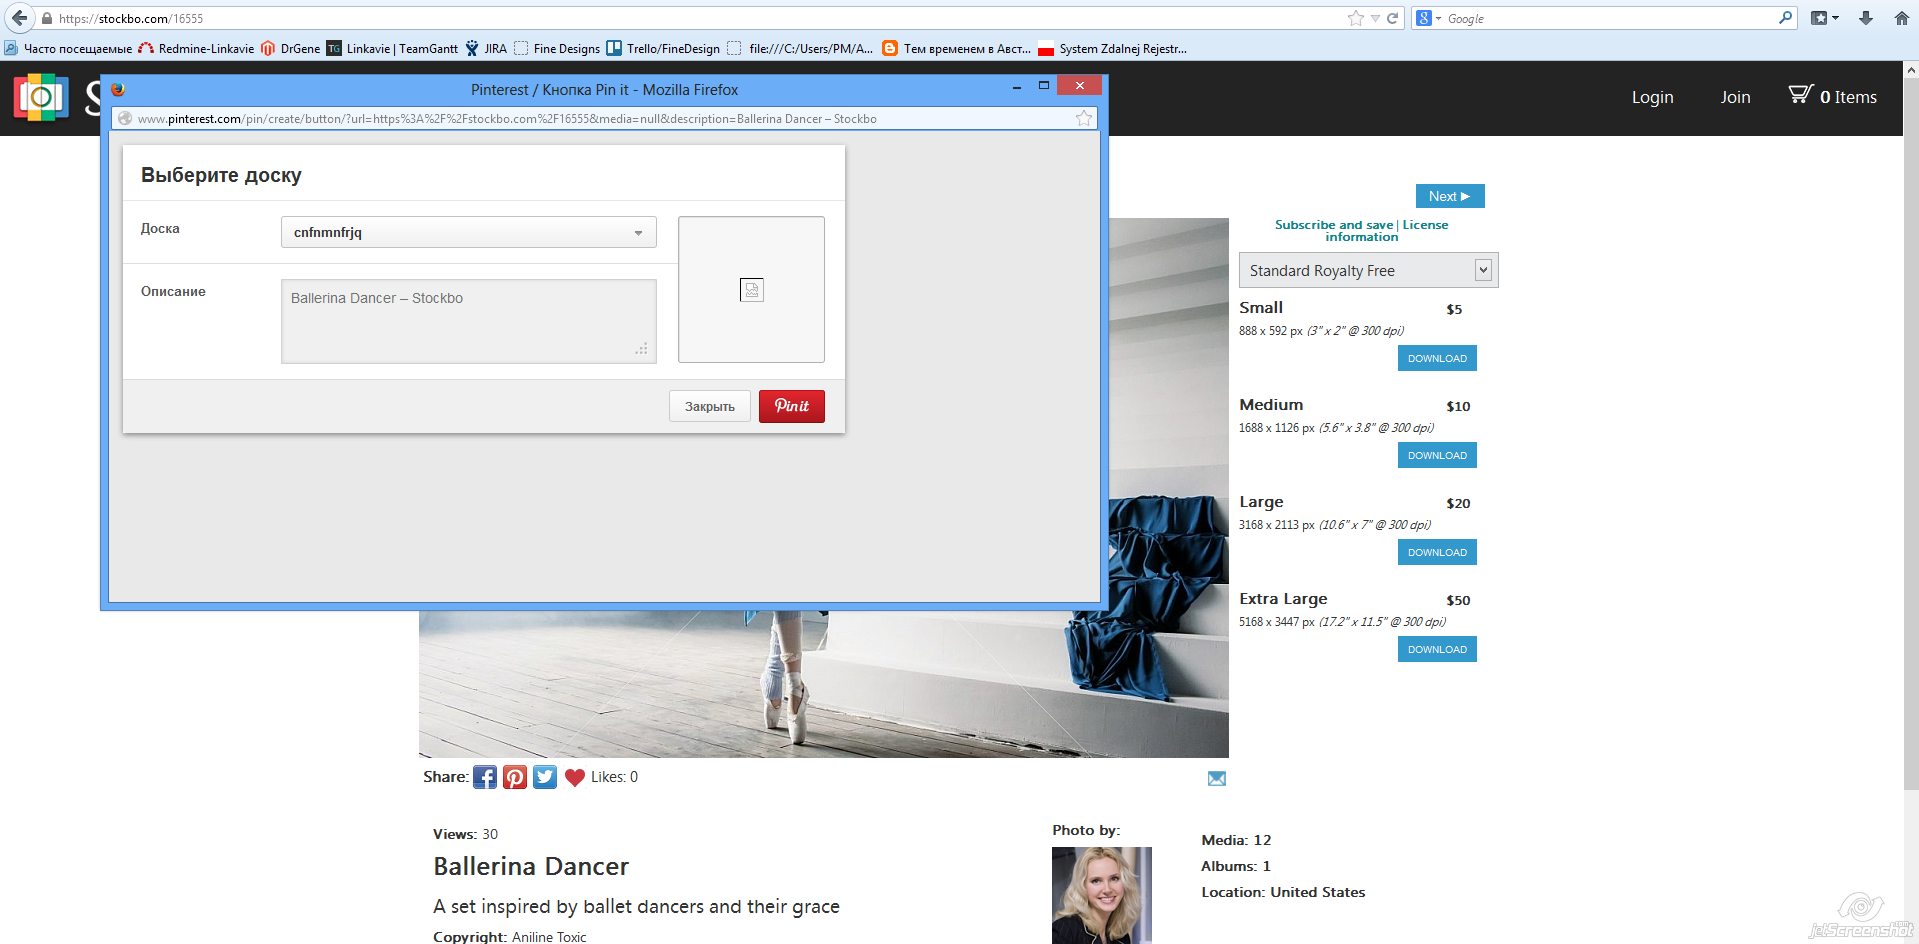 https://stockbo.com/16555
Google
Часто посещаемые Redmine-Linkavie DrGene Linkavie | TeamGantt JIRA Fine Designs Trello/FineDesign file:///C:/Users/PM/A... Тем временем в Авст... System Zdalnej Rejestr...
S
Login Join 0 Items
Pinterest / Кнопка Pin it - Mozilla Firefox
www.pinterest.com/pin/create/button/?url=https%3A%2F%2Fstockbo.com%2F16555&media=null&description=Ballerina Dancer – Stockbo
Выберите доску
Доска
cnfnmnfrjq
Описание
Ballerina Dancer – Stockbo
Закрыть
Pin it
Next
Subscribe and save | License
information
Standard Royalty Free
Small $5
888 x 592 px (3" x 2" @ 300 dpi)
DOWNLOAD
Medium $10
1688 x 1126 px (5.6" x 3.8" @ 300 dpi)
DOWNLOAD
Large $20
3168 x 2113 px (10.6" x 7" @ 300 dpi)
DOWNLOAD
Extra Large $50
5168 x 3447 px (17.2" x 11.5" @ 300 dpi)
DOWNLOAD
Share: Likes: 0
Views: 30
Ballerina Dancer
A set inspired by ballet dancers and their grace
Copyright: Aniline Toxic
Photo by:
Media: 12
Albums: 1
Location: United States
jetScreenshot